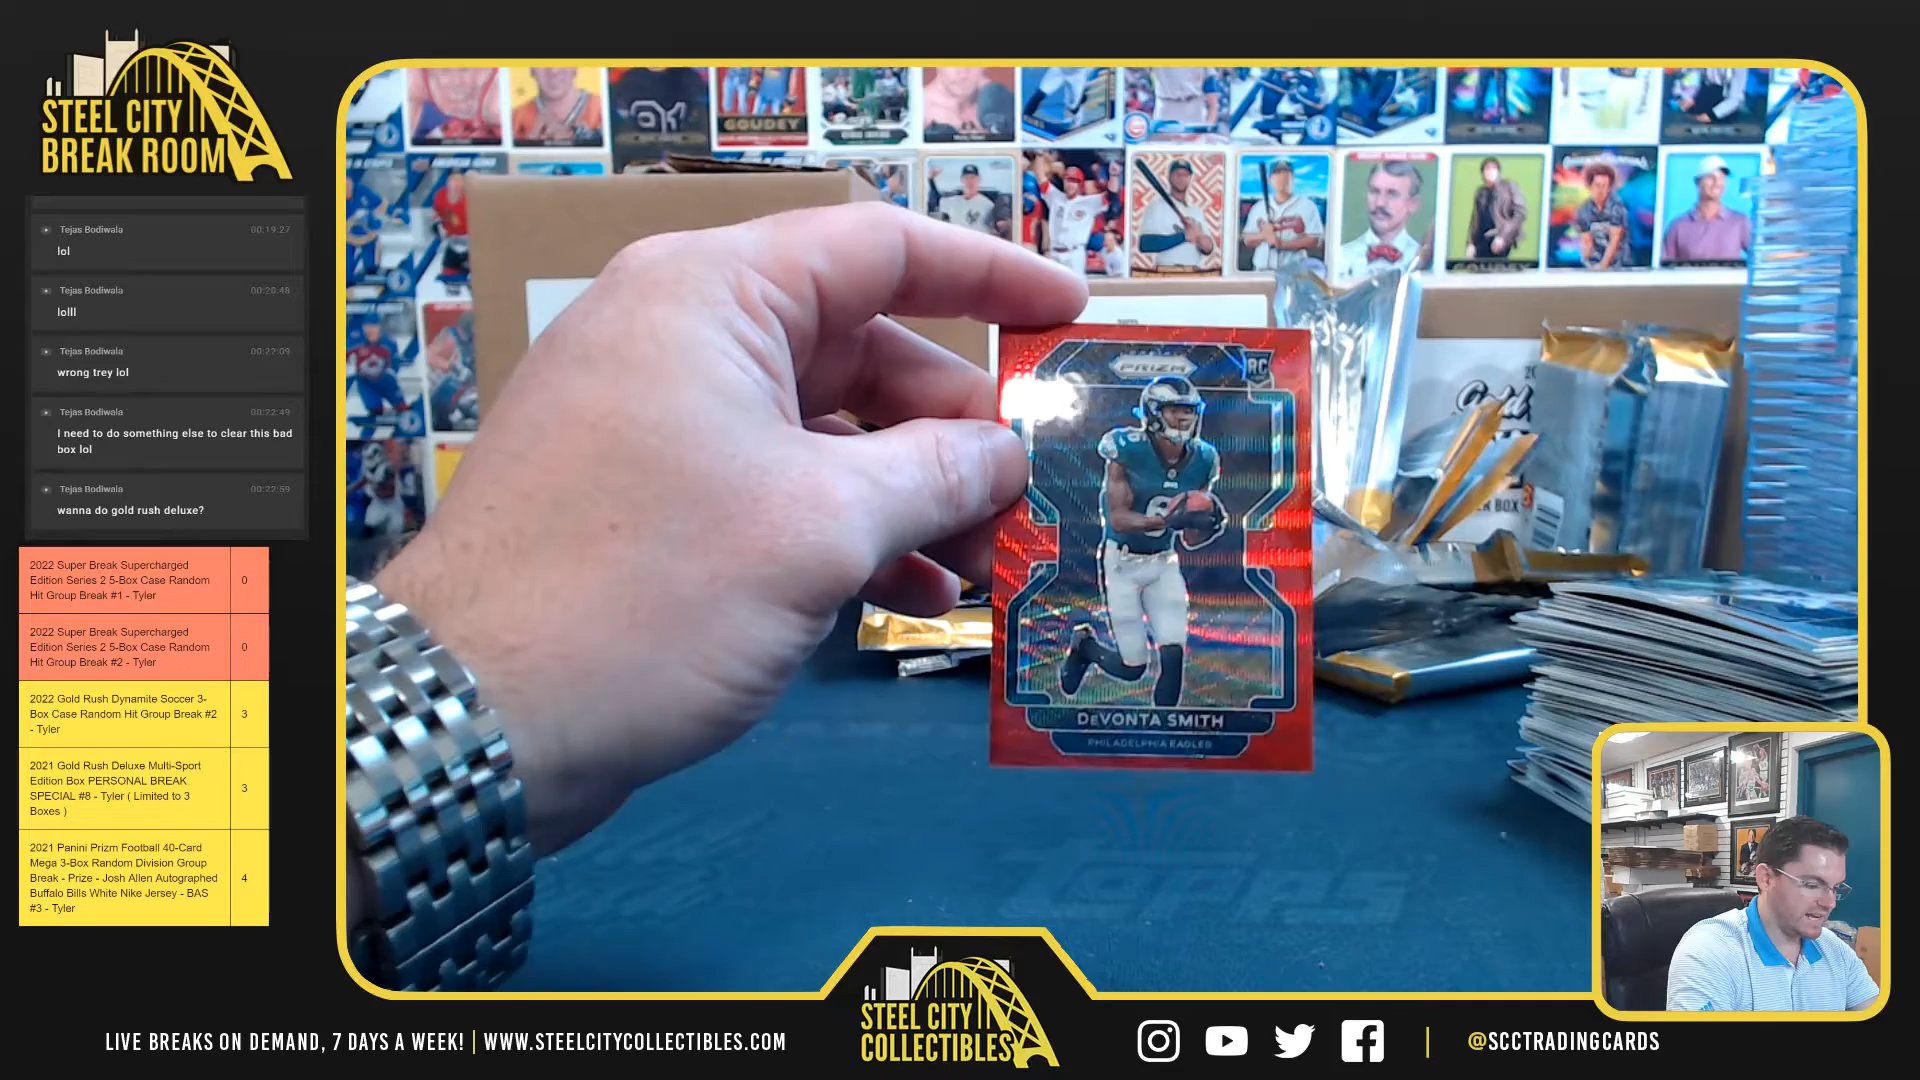 STEEL CITY
BREAK ROOM
Tejas Bodiwala 00:19:27
lol
Tejas Bodiwala 00:20:48
lolll
Tejas Bodiwala 00:22:09
wrong trey lol
Tejas Bodiwala 00:22:49
I need to do something else to clear this bad
box lol
Tejas Bodiwala 00:22:59
wanna do gold rush deluxe?
2022 Super Break Supercharged
Edition Series 2 5-Box Case Random
Hit Group Break #1 - Tyler
0
2022 Super Break Supercharged
Edition Series 2 5-Box Case Random
Hit Group Break #2 - Tyler
0
2022 Gold Rush Dynamite Soccer 3-
Box Case Random Hit Group Break #2
- Tyler
3
2021 Gold Rush Deluxe Multi-Sport
Edition Box PERSONAL BREAK
SPECIAL #8 - Tyler ( Limited to 3
Boxes )
3
2021 Panini Prizm Football 40-Card
Mega 3-Box Random Division Group
Break - Prize - Josh Allen Autographed
Buffalo Bills White Nike Jersey - BAS
#3 - Tyler
4
GOUDEY
PRIZM
RC
DeVONTA SMITH
PHILADELPHIA EAGLES
Gold
BOX
TOPPS
STEEL CITY
COLLECTIBLES
LIVE BREAKS ON DEMAND, 7 DAYS A WEEK! | WWW.STEELCITYCOLLECTIBLES.COM
| @SCCTRADINGCARDS